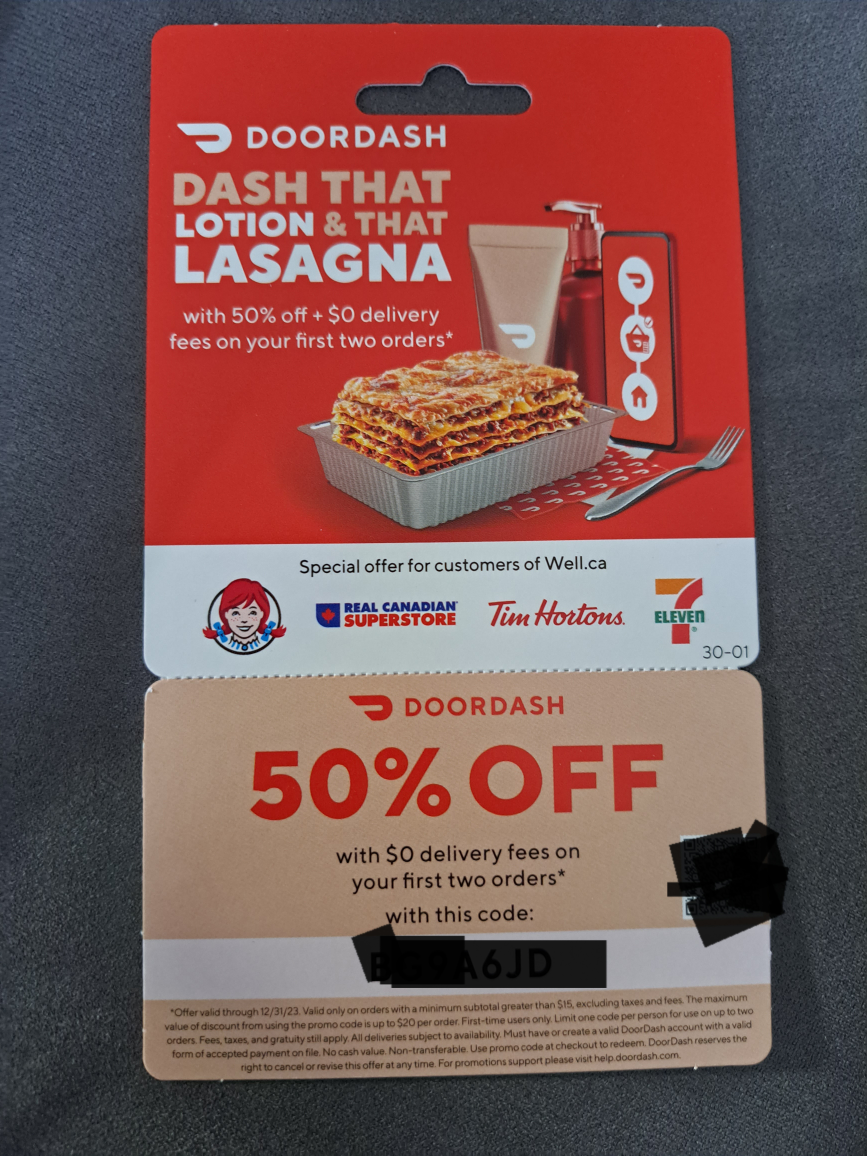 DOORDASH
DASH THAT
LOTION & THAT
LASAGNA
with 50% off + $0 delivery
fees on your first two orders*
Special offer for customers of Well.ca
REAL CANADIAN
SUPERSTORE
Tim Hortons.
7
ELEVEN
30-01
DOORDASH
50% OFF
with $0 delivery fees on
your first two orders*
with this code:
*Offer valid through 12/31/23. Valid only on orders with a minimum subtotal greater than $15, excluding taxes and fees. The maximum
value of discount from using the promo code is up to $20 per order. First-time users only. Limit one code per person for use on up to two
orders. Fees, taxes, and gratuity still apply. All deliveries subject to availability. Must have or create a valid DoorDash account with a valid
form of accepted payment on file. No cash value. Non-transferable. Use promo code at checkout to redeem. DoorDash reserves the
right to cancel or revise this offer at any time. For promotions support please visit help.doordash.com.